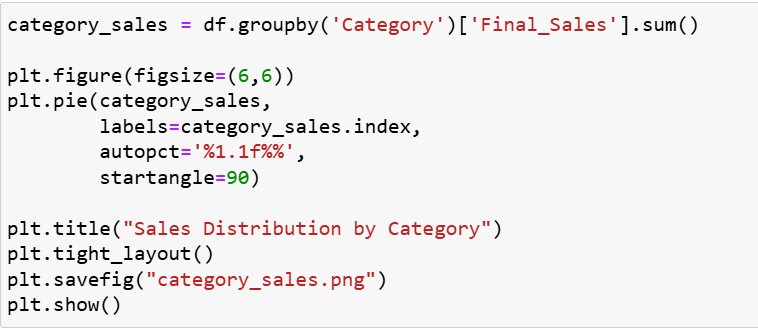 category_sales = df.groupby('Category')['Final_Sales'].sum()

plt.figure(figsize=(6,6))
plt.pie(category_sales,
        labels=category_sales.index,
        autopct='%1.1f%%',
        startangle=90)

plt.title("Sales Distribution by Category")
plt.tight_layout()
plt.savefig("category_sales.png")
plt.show()